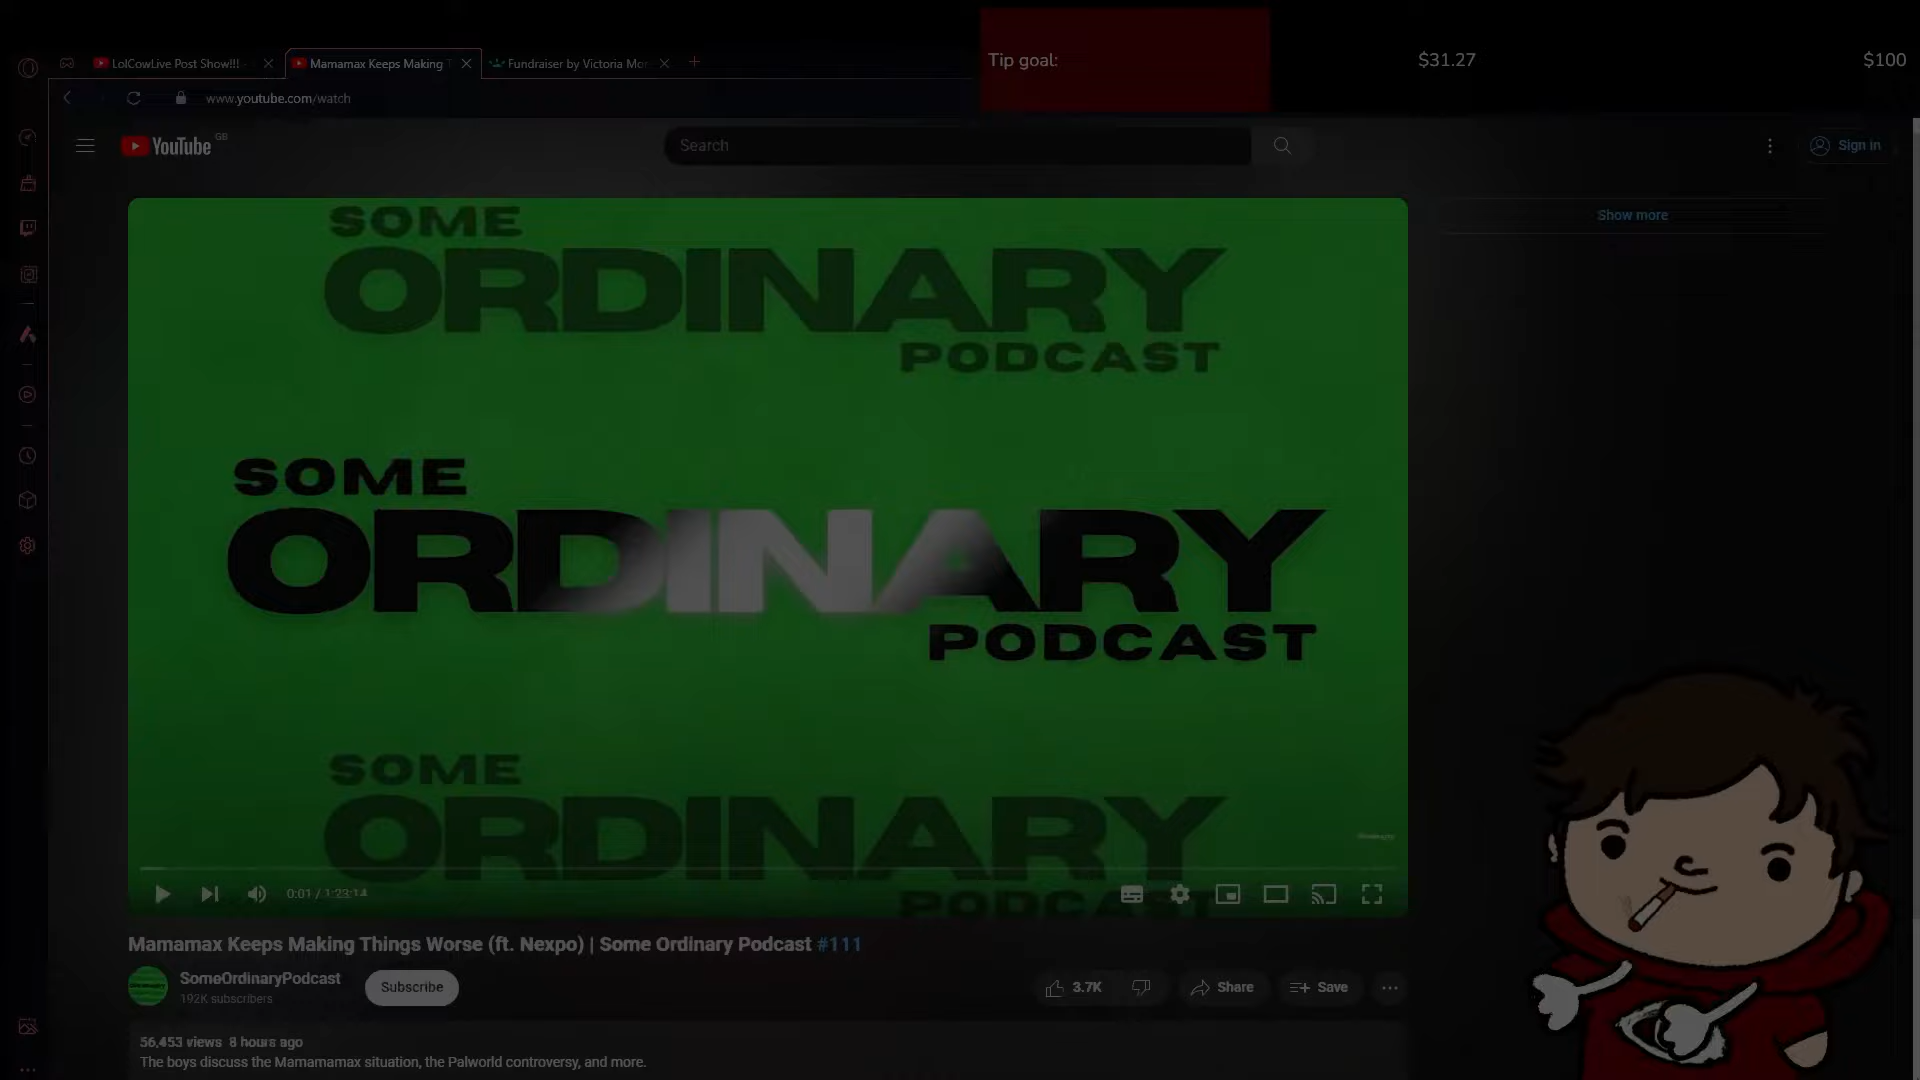 LolCowLive Post Show!!! -
Mamamax Keeps Making T
Fundraiser by Victoria Mor
Tip goal:
$31.27
$100
www.youtube.com/watch
YouTube GB
Search
Sign in
Show more
SOME
ORDINARY
PODCAST
SOME
ORDINARY
PODCAST
SOME
ORDINARY
PODCAST
0:01 / 1:23:14
Mamamax Keeps Making Things Worse (ft. Nexpo) | Some Ordinary Podcast #111
SomeOrdinaryPodcast
192K subscribers
Subscribe
3.7K
Share
Save
56,453 views 8 hours ago
The boys discuss the Mamamamax situation, the Palworld controversy, and more.